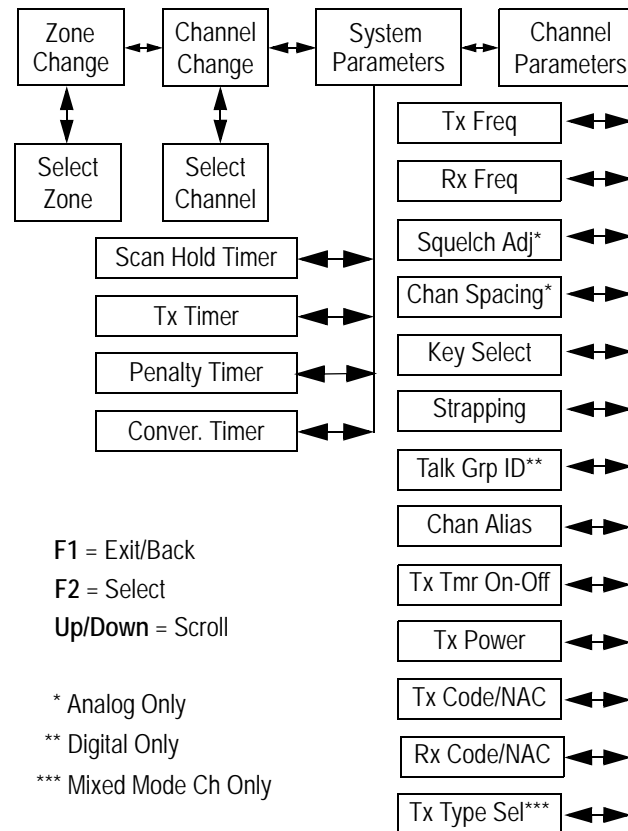 Zone
Change
Channel
Change
System
Parameters
Channel
Parameters
Select
Zone
Select
Channel
Scan Hold Timer
Tx Timer
Penalty Timer
Conver. Timer
Tx Freq
Rx Freq
Squelch Adj*
Chan Spacing*
Key Select
Strapping
Talk Grp ID**
Chan Alias
Tx Tmr On-Off
Tx Power
Tx Code/NAC
Rx Code/NAC
Tx Type Sel***
F1 = Exit/Back
F2 = Select
Up/Down = Scroll
* Analog Only
** Digital Only
*** Mixed Mode Ch Only